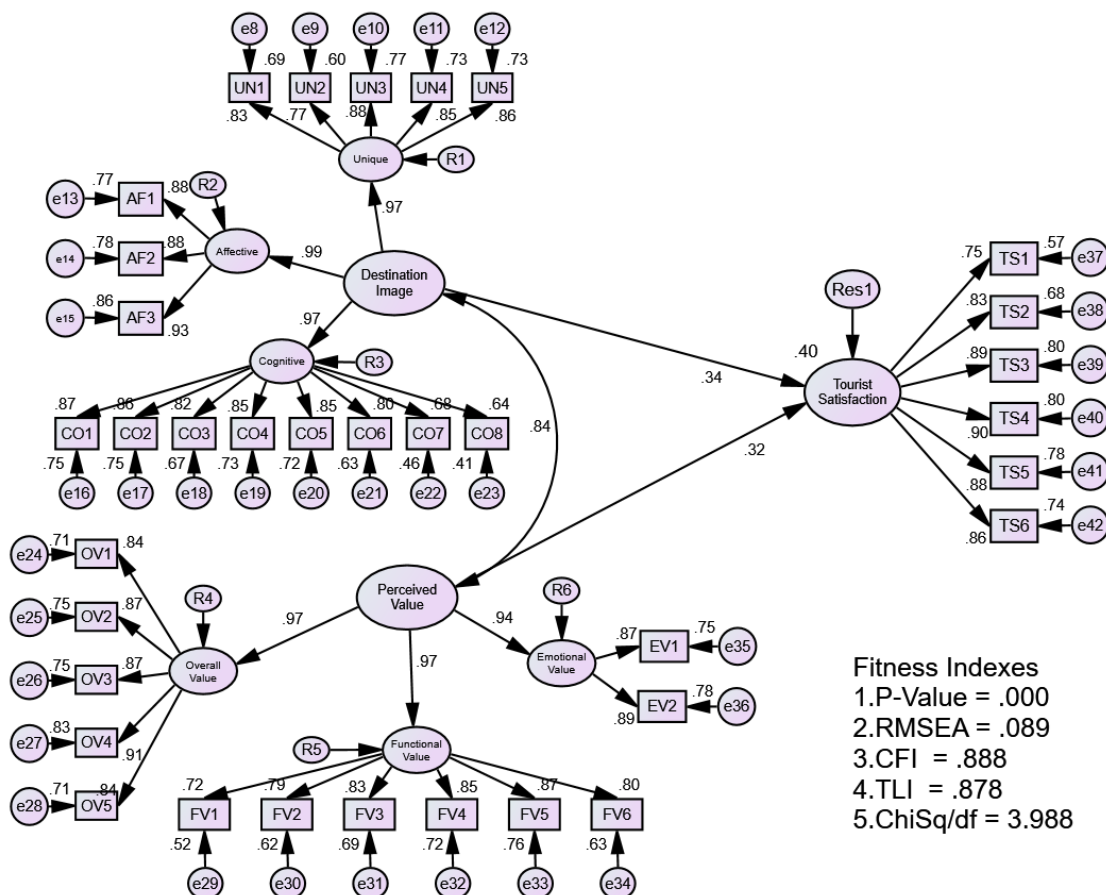 e8 e9 e10 e11 e12
.69 .60 .77 .73 .73
UN1 UN2 UN3 UN4 UN5
.83 .77 .88 .85 .86
Unique R1
.97
e13 .77 AF1 .88 R2
e14 .78 AF2 .88 Affective .99
e15 .86 AF3 .93
Destination
Image
.97
Cognitive R3
.87 .86 .82 .85 .85 .80 .68 .64
CO1 CO2 CO3 CO4 CO5 CO6 CO7 CO8
.75 .75 .67 .73 .72 .63 .46 .41
e16 e17 e18 e19 e20 e21 e22 e23
.84
.34
.32
Res1
.40
Tourist
Satisfaction
.75 TS1 .57 e37
.83 TS2 .68 e38
.89 TS3 .80 e39
.90 TS4 .80 e40
.88 TS5 .78 e41
.86 TS6 .74 e42
e24 .71 OV1 .84
e25 .75 OV2 .87
e26 .75 OV3 .87
e27 .83 OV4 .91
e28 .71 OV5 .84
R4
Overall
Value
.97
Perceived
Value
.94
R6
Emotional
Value
.87 EV1 .75 e35
.89 EV2 .78 e36
.97
R5 Functional
Value
.72 .79 .83 .85 .87 .80
FV1 FV2 FV3 FV4 FV5 FV6
.52 .62 .69 .72 .76 .63
e29 e30 e31 e32 e33 e34
Fitness Indexes
1.P-Value = .000
2.RMSEA = .089
3.CFI = .888
4.TLI = .878
5.ChiSq/df = 3.988